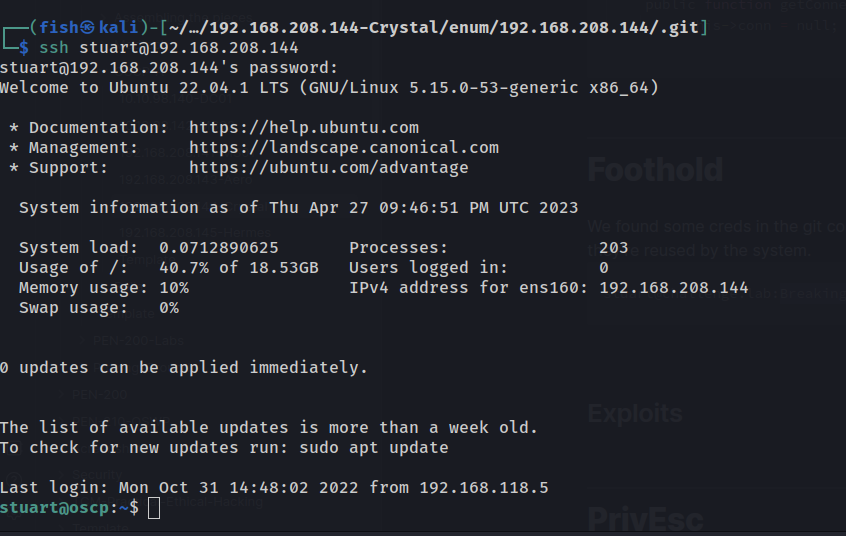 ┌──(fish㉿kali)-[~/…/192.168.208.144-Crystal/enum/192.168.208.144/.git]
└─$ ssh stuart@192.168.208.144
stuart@192.168.208.144's password:
Welcome to Ubuntu 22.04.1 LTS (GNU/Linux 5.15.0-53-generic x86_64)
* Documentation:  https://help.ubuntu.com
* Management:     https://landscape.canonical.com
* Support:        https://ubuntu.com/advantage
System information as of Thu Apr 27 09:46:51 PM UTC 2023
System load:  0.0712890625      Processes:               203
Usage of /:   40.7% of 18.53GB  Users logged in:         0
Memory usage: 10%               IPv4 address for ens160: 192.168.208.144
Swap usage:   0%
0 updates can be applied immediately.
The list of available updates is more than a week old.
To check for new updates run: sudo apt update
Last login: Mon Oct 31 14:48:02 2022 from 192.168.118.5
stuart@oscp:~$
Foothold
We found some creds in the git
reused by the system.
Exploits
PrivEsc
PEN-200-Labs
PEN-200